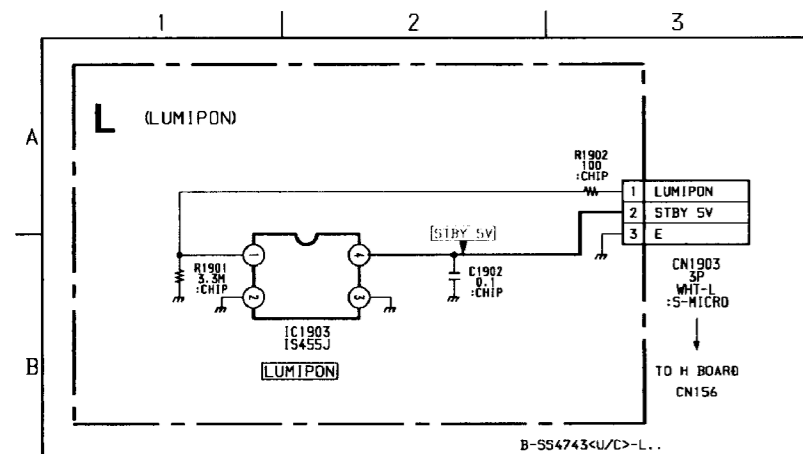 1 2 3
A
B
L (LUMIPON)
R1902
100
:CHIP
1 LUMIPON
2 STBY 5V
3 E
STBY 5V
1
4
2
3
R1901
3.3M
:CHIP
C1902
0.1
:CHIP
IC1903
IS455J
LUMIPON
CN1903
3P
WHT-L
:S-MICRO
TO H BOARD
CN156
B-SS4743<U/C>-L..